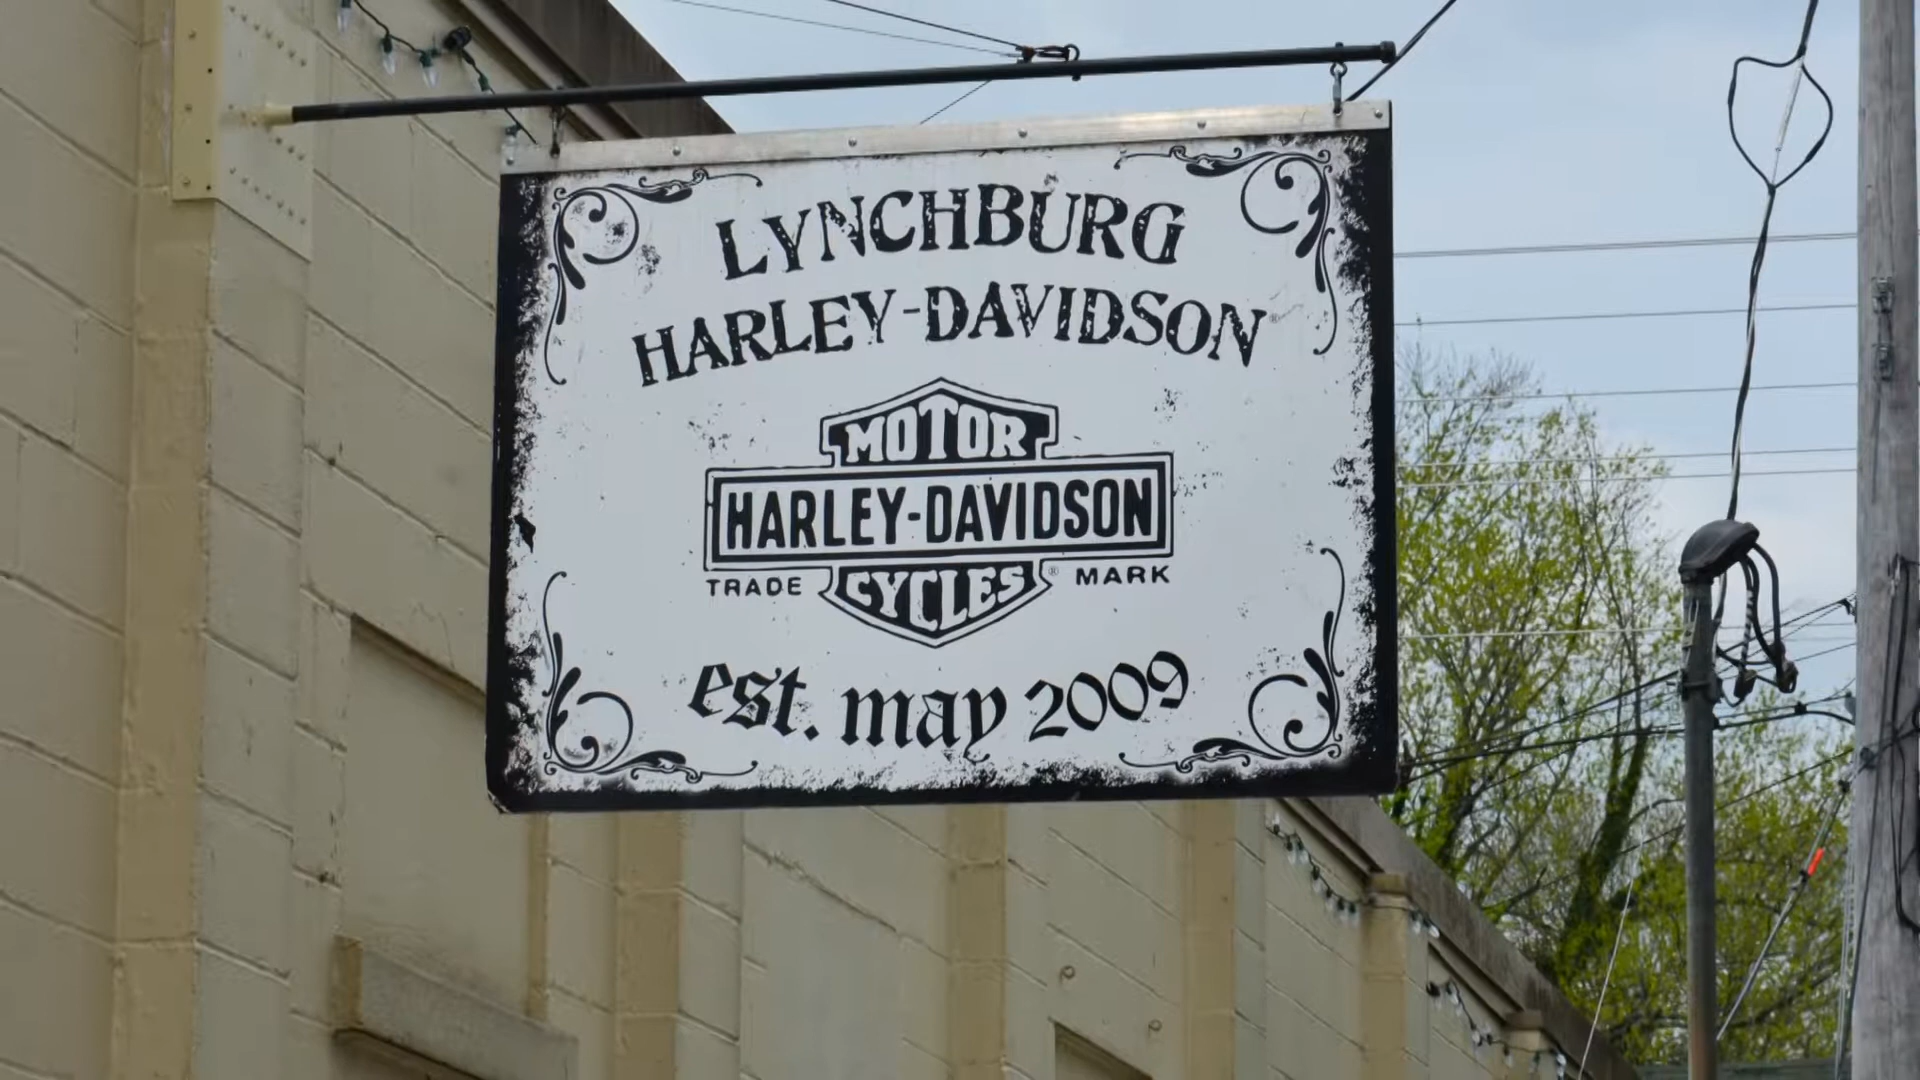 LYNCHBURG
HARLEY-DAVIDSON
MOTOR
HARLEY-DAVIDSON
TRADE CYCLES® MARK
est. may 2009